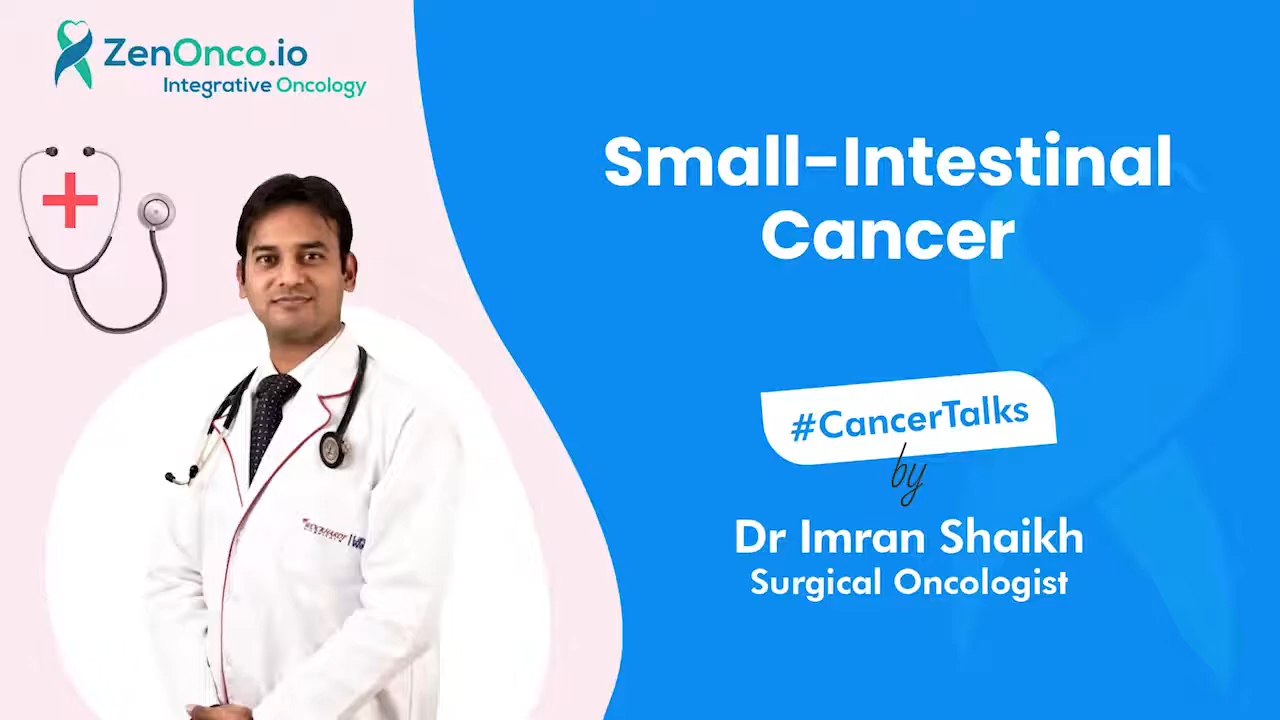 ZenOnco.io
Integrative Oncology
Small-Intestinal
Cancer
#CancerTalks
by
Dr Imran Shaikh
Surgical Oncologist